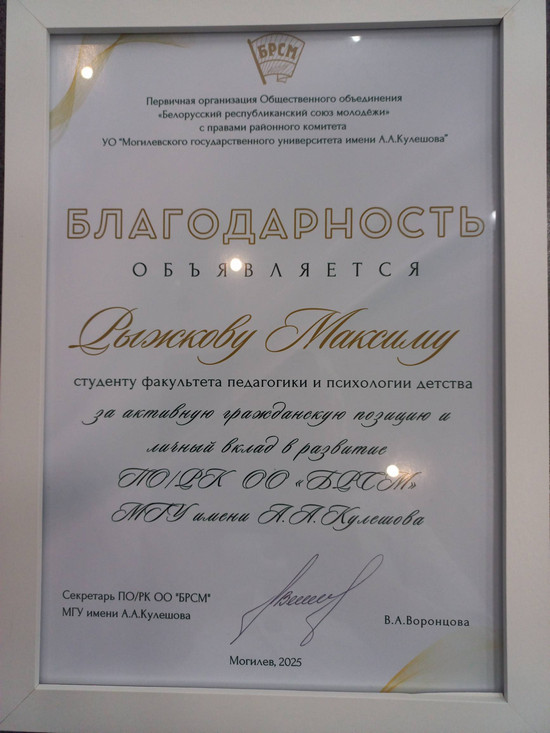 БРСМ
Первичная организация Общественного объединения
«Белорусский республиканский союз молодёжи»
с правами районного комитета
УО "Могилевского государственного университета имени А.А.Кулешова"
БЛАГОДАРНОСТЬ
ОБЪЯВЛЯЕТСЯ
Рыжкову Максиму
студенту факультета педагогики и психологии детства
за активную гражданскую позицию и
личный вклад в развитие
ПО/РК ОО «БРСМ»
МГУ имени А.А.Кулешова
Секретарь ПО/РК ОО "БРСМ"
МГУ имени А.А.Кулешова
В.А.Воронцова
Могилев, 2025